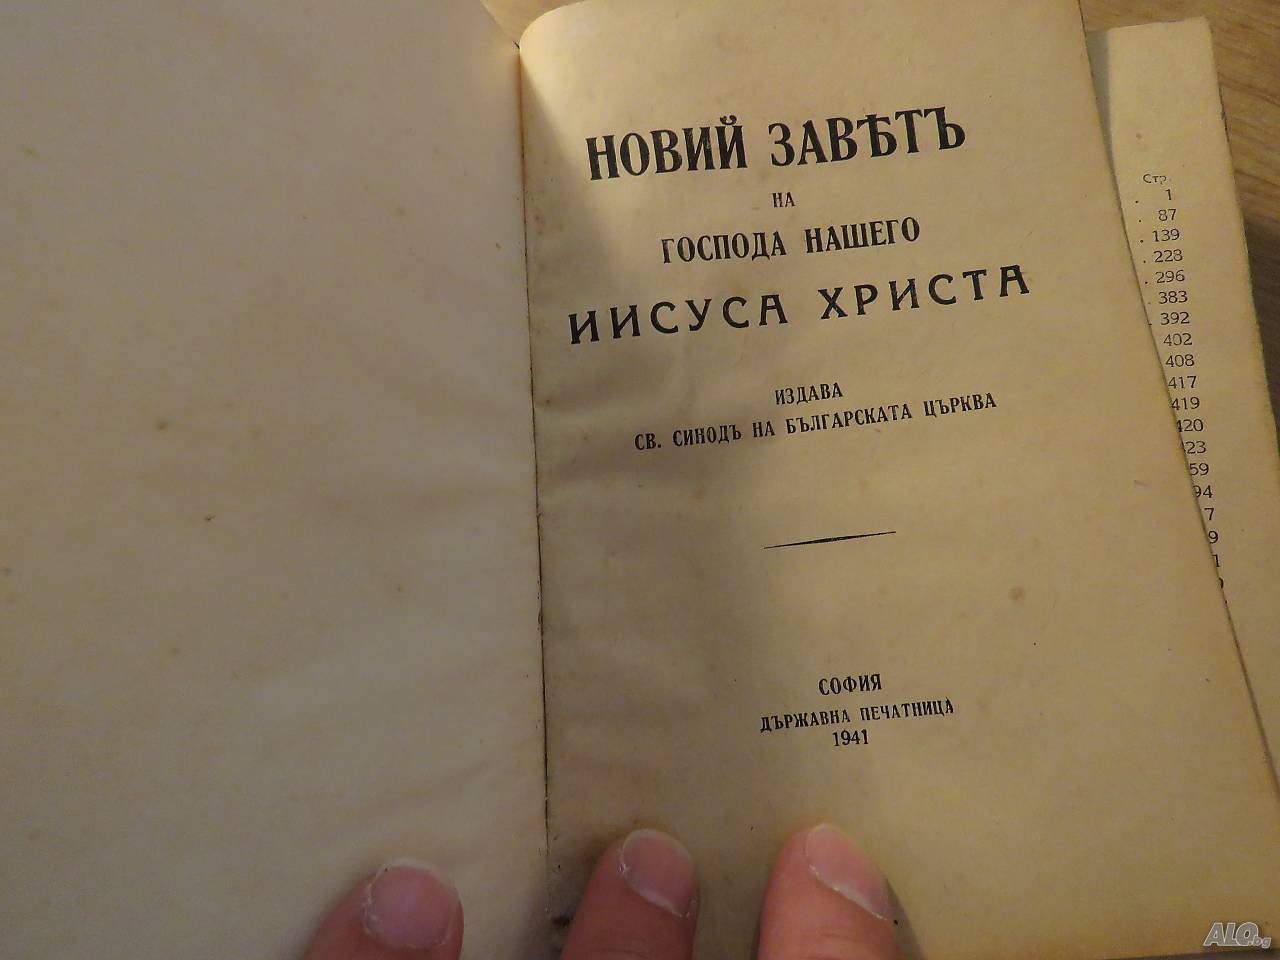 НОВИЙ ЗАВѢТЪ
НА
ГОСПОДА НАШЕГО
ИИСУСА ХРИСТА
ИЗДАВА
СВ. СИНОДЪ НА БЪЛГАРСКАТА ЦЪРКВА
СОФИЯ
ДЪРЖАВНА ПЕЧАТНИЦА
1941
Стр.
. 1
. 87
. 139
. 228
. 296
. 383
. 392
402
408
417
419
420
ALO.bg